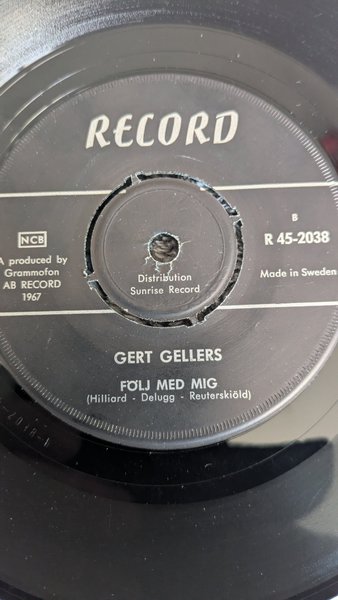 RECORD
B
NCB
R 45-2038
A produced by
Grammofon
AB RECORD
1967
Distribution
Sunrise Record
Made in Sweden
GERT GELLERS
FÖLJ MED MIG
(Hilliard - Delugg - Reuterskiöld)